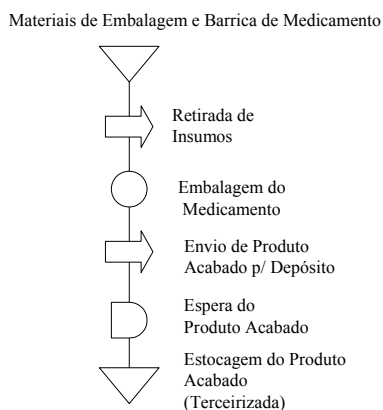 Materiais de Embalagem e Barrica de Medicamento
Retirada de
Insumos
Embalagem do
Medicamento
Envio de Produto
Acabado p/ Depósito
Espera do
Produto Acabado
Estocagem do Produto
Acabado
(Terceirizada)